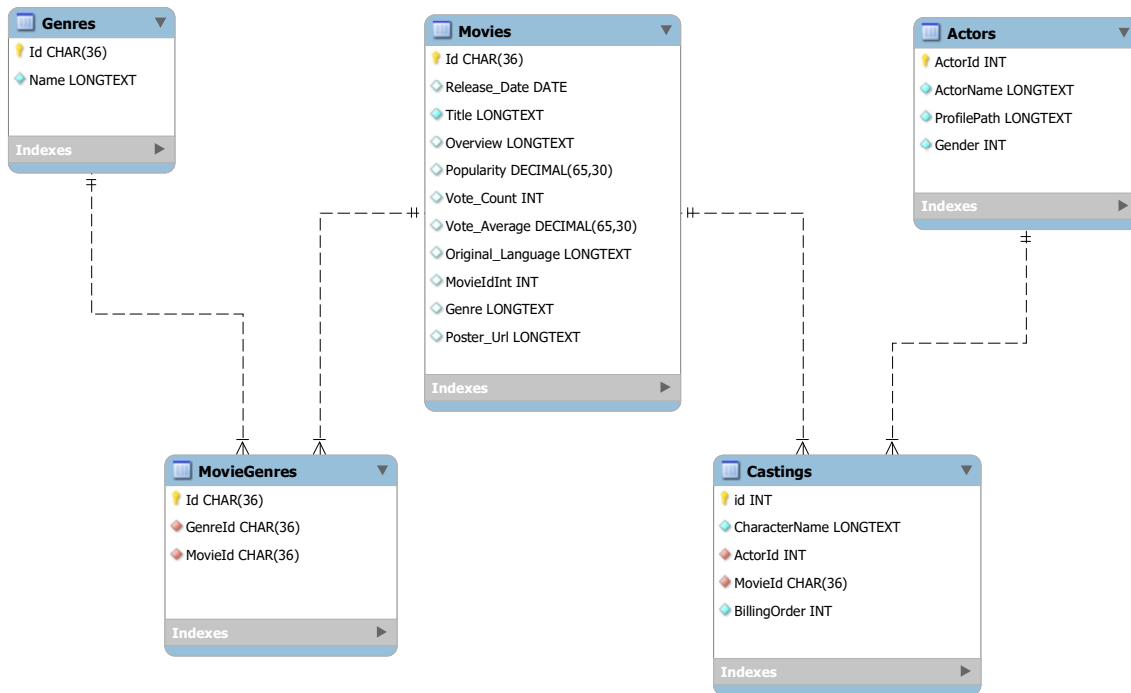 Genres
Id CHAR(36)
Name LONGTEXT
Indexes
Movies
Id CHAR(36)
Release_Date DATE
Title LONGTEXT
Overview LONGTEXT
Popularity DECIMAL(65,30)
Vote_Count INT
Vote_Average DECIMAL(65,30)
Original_Language LONGTEXT
MovieIdInt INT
Genre LONGTEXT
Poster_Url LONGTEXT
Indexes
Actors
ActorId INT
ActorName LONGTEXT
ProfilePath LONGTEXT
Gender INT
Indexes
MovieGenres
Id CHAR(36)
GenreId CHAR(36)
MovieId CHAR(36)
Indexes
Castings
id INT
CharacterName LONGTEXT
ActorId INT
MovieId CHAR(36)
BillingOrder INT
Indexes